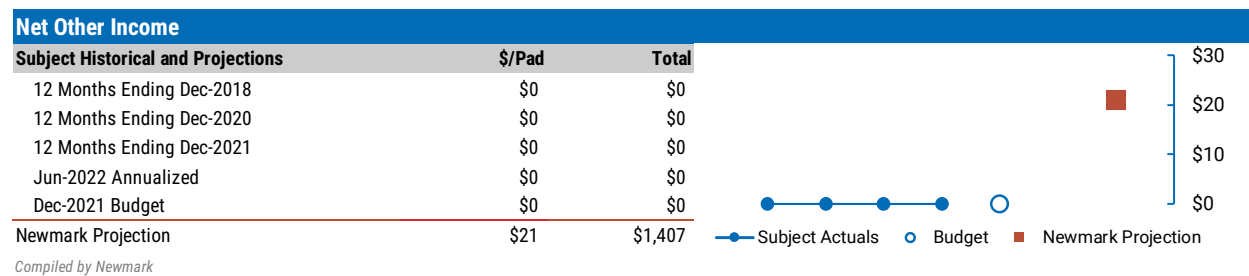 Net Other Income
Subject Historical and Projections $/Pad Total
12 Months Ending Dec-2018 $0 $0
12 Months Ending Dec-2020 $0 $0
12 Months Ending Dec-2021 $0 $0
Jun-2022 Annualized $0 $0
Dec-2021 Budget $0 $0
Newmark Projection $21 $1,407
Compiled by Newmark
$30
$20
$10
$0
Subject Actuals Budget Newmark Projection